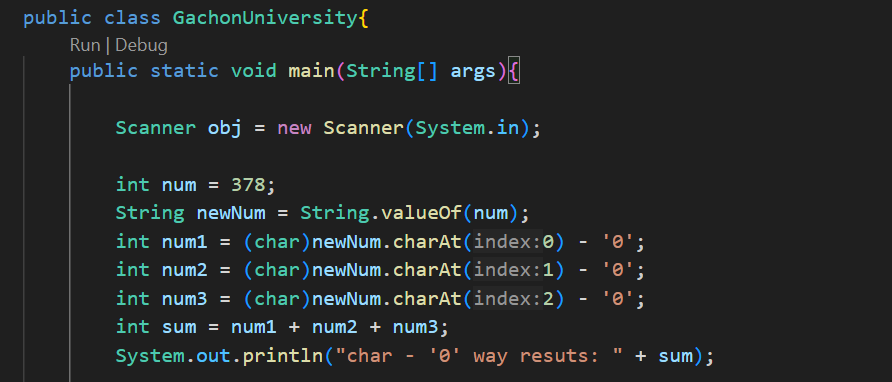 public class GachonUniversity{
Run | Debug
public static void main(String[] args){
Scanner obj = new Scanner(System.in);
int num = 378;
String newNum = String.valueOf(num);
int num1 = (char)newNum.charAt(index:0) - '0';
int num2 = (char)newNum.charAt(index:1) - '0';
int num3 = (char)newNum.charAt(index:2) - '0';
int sum = num1 + num2 + num3;
System.out.println("char - '0' way resuts: " + sum);